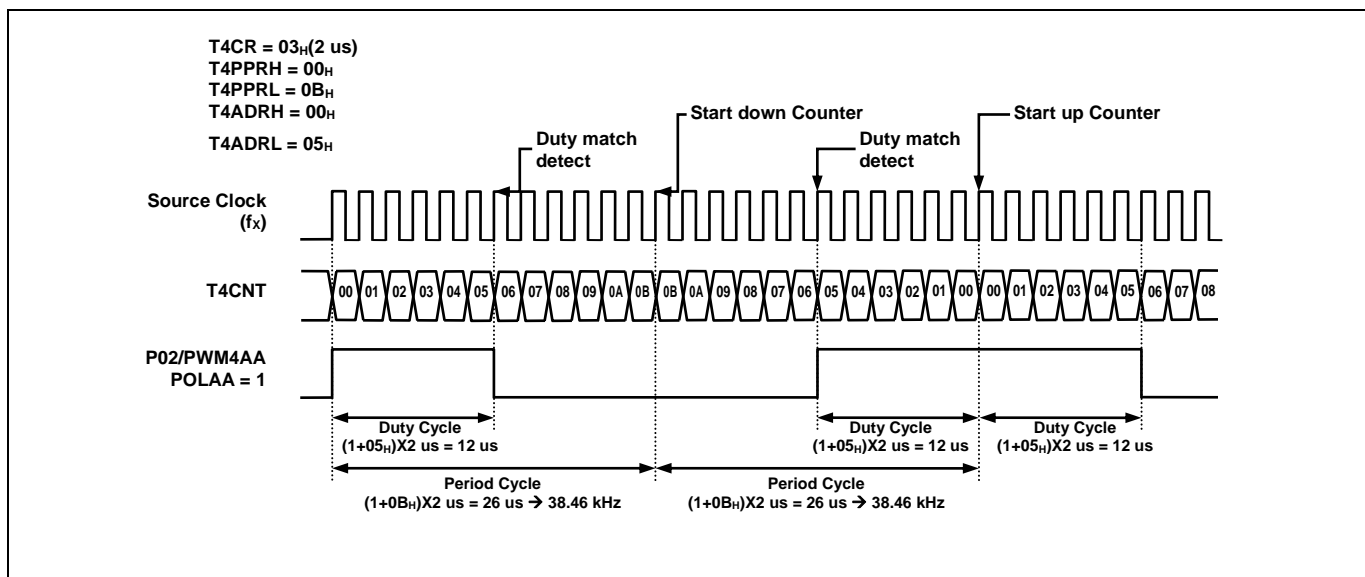 T4CR = 03H(2 us)
T4PPRH = 00H
T4PPRL = 0BH
T4ADRH = 00H
T4ADRL = 05H
Duty match
detect
Start down Counter
Duty match
detect
Start up Counter
Source Clock
(fX)
T4CNT
00 01 02 03 04 05 06 07 08 09 0A 0B 0B 0A 09 08 07 06 05 04 03 02 01 00 00 01 02 03 04 05 06 07 08
P02/PWM4AA
POLAA = 1
Duty Cycle
(1+05H)X2 us = 12 us
Duty Cycle
(1+05H)X2 us = 12 us
Duty Cycle
(1+05H)X2 us = 12 us
Period Cycle
(1+0BH)X2 us = 26 us → 38.46 kHz
Period Cycle
(1+0BH)X2 us = 26 us → 38.46 kHz